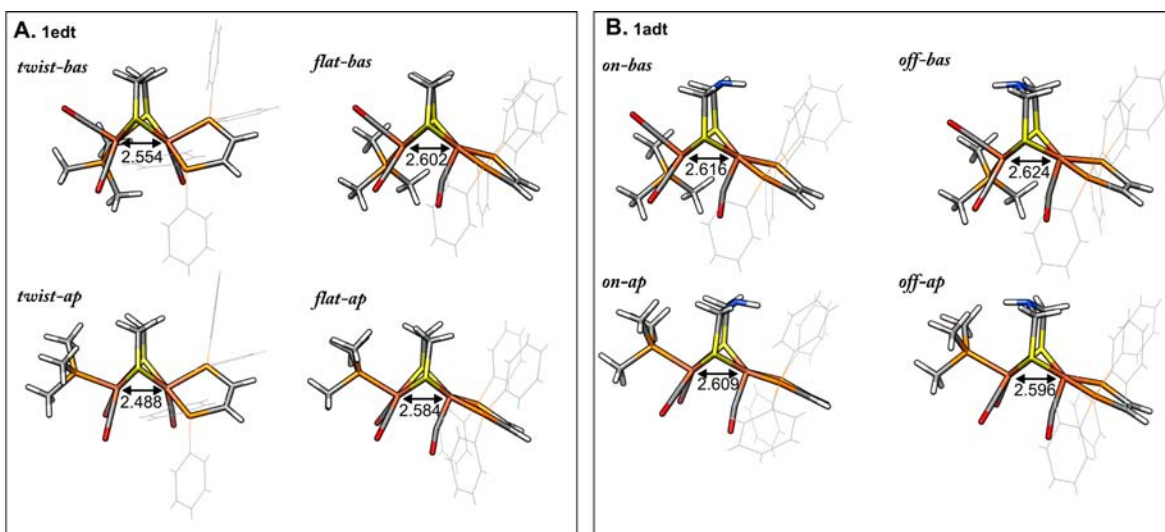 A. 1edt
twist-bas
flat-bas
2.554
2.602
twist-ap
flat-ap
2.488
2.584
B. 1adt
on-bas
off-bas
2.616
2.624
on-ap
off-ap
2.609
2.596